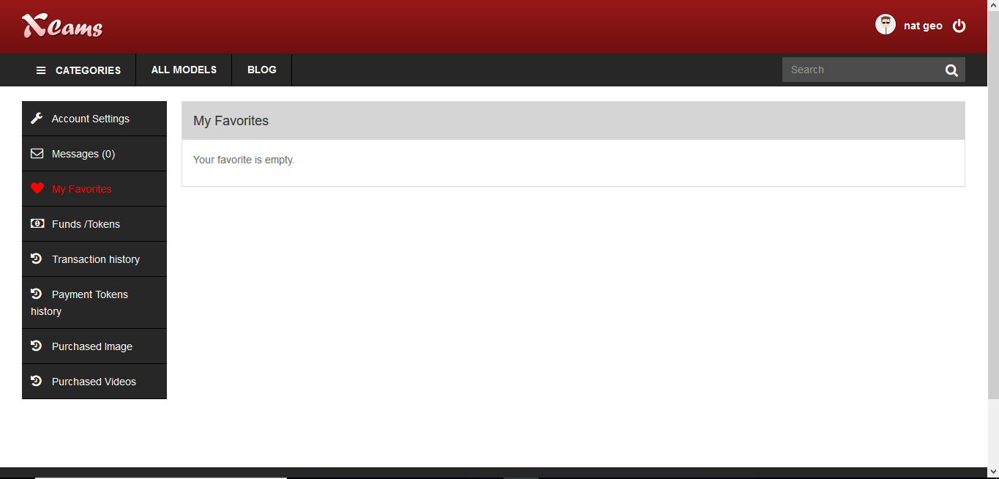 XCams
nat geo
CATEGORIES
ALL MODELS
BLOG
Search
Account Settings
Messages (0)
My Favorites
Funds /Tokens
Transaction history
Payment Tokens
history
Purchased Image
Purchased Videos
My Favorites
Your favorite is empty.